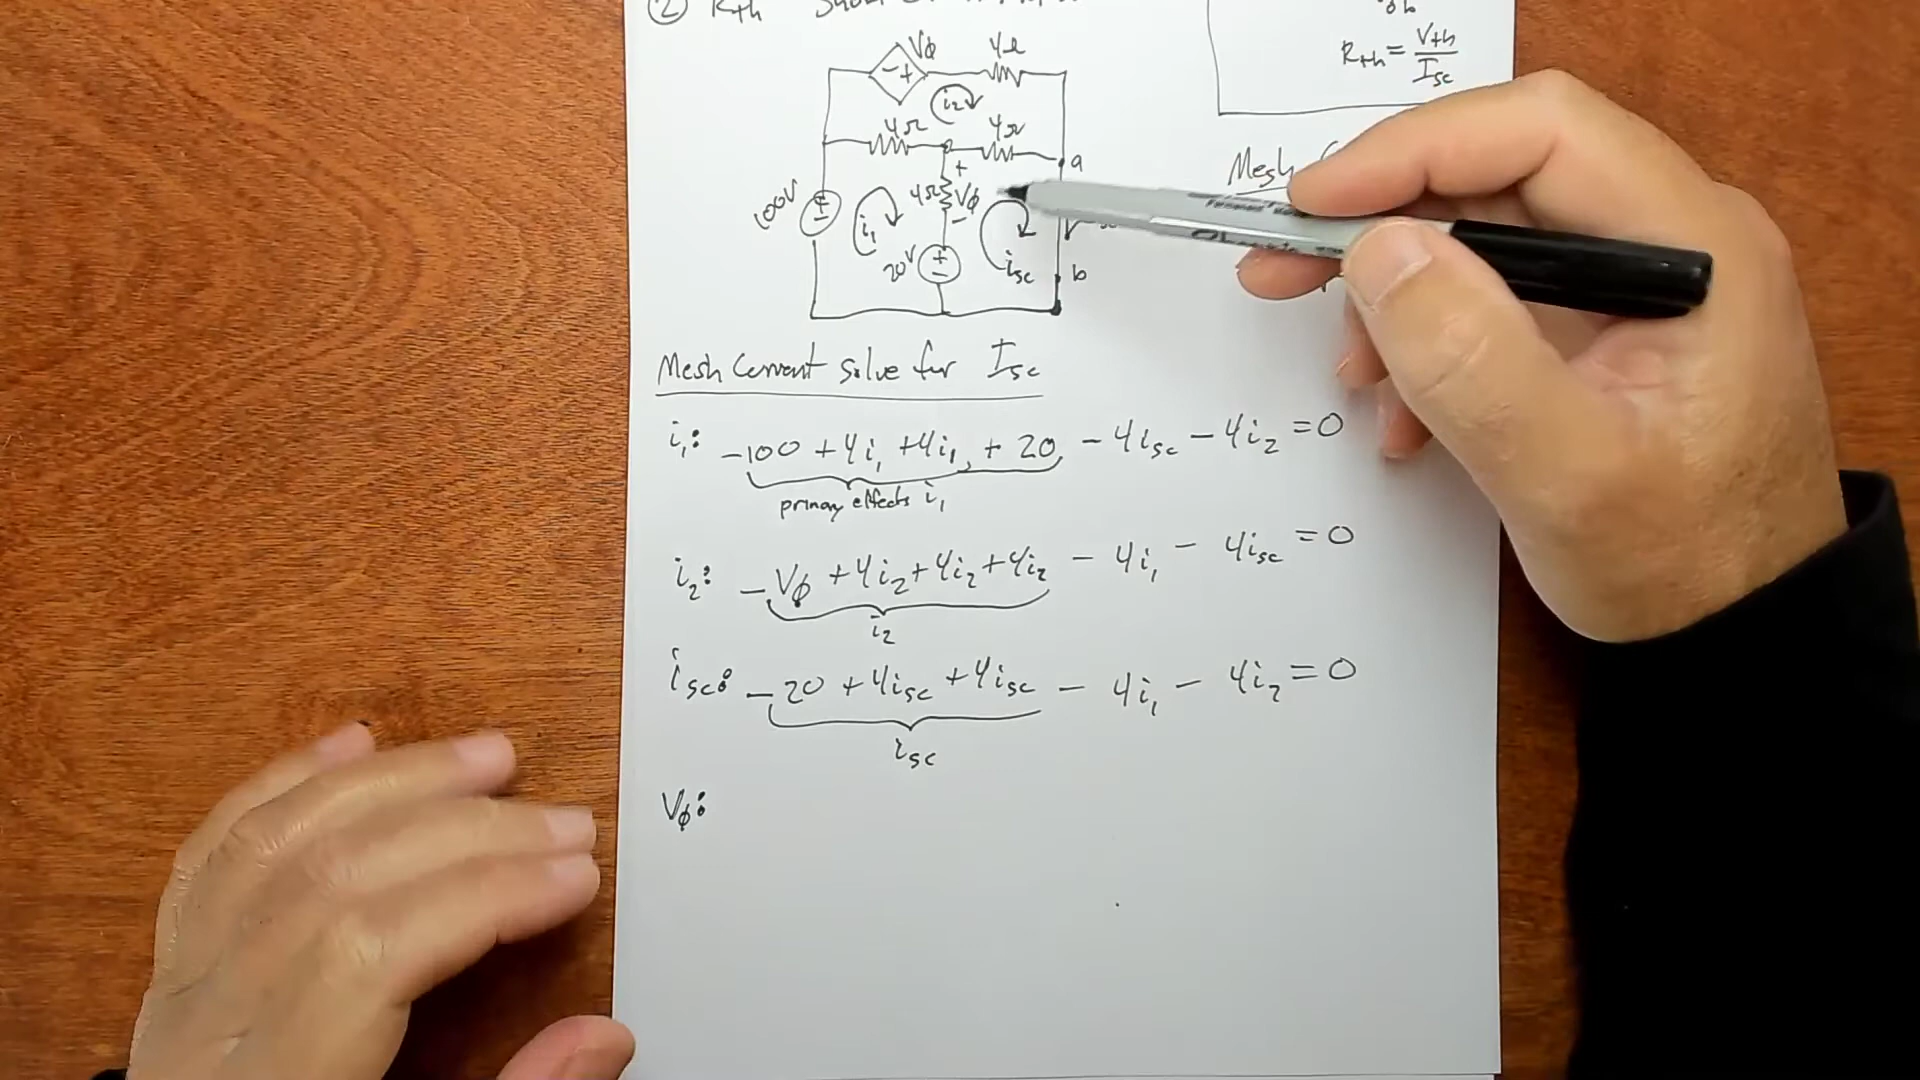 ② Rth
Vϕ 4Ω
- +
i2
4Ω 4Ω
+ a
4Ω Vϕ
100V + - i1 -
20V + - isc b
Rth = Vth / Isc
Mesh
Mesh Current solve for Isc
i1: -100 + 4i1 + 4i1 + 20 - 4isc - 4i2 = 0
primary effects i1
i2: -Vϕ + 4i2 + 4i2 + 4i2 - 4i1 - 4isc = 0
i2
isc: -20 + 4isc + 4isc - 4i1 - 4i2 = 0
isc
Vϕ: